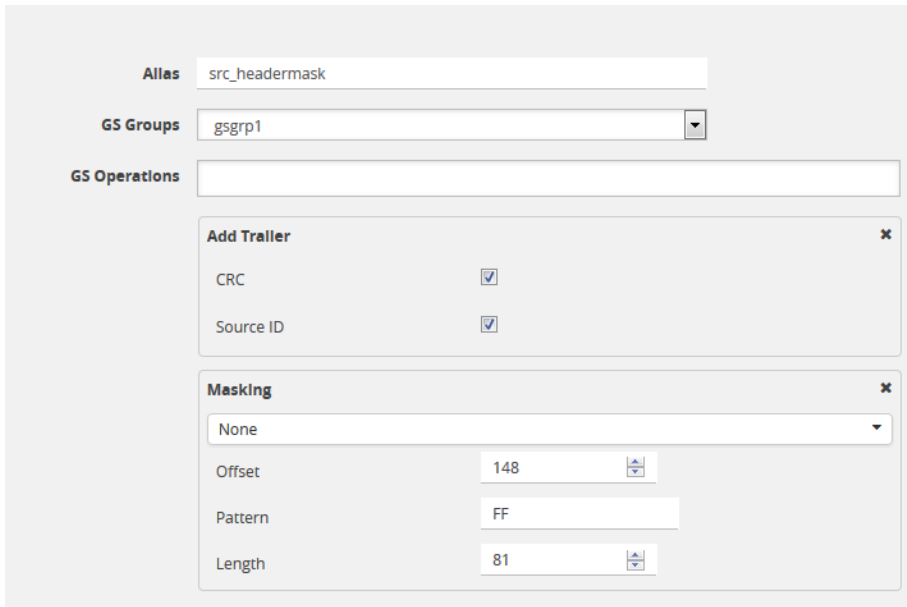 Alias src_headermask
GS Groups gsgrp1
GS Operations
Add Trailer
CRC
Source ID
Masking
None
Offset 148
Pattern FF
Length 81